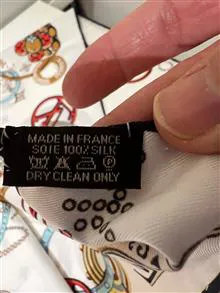 MADE IN FRANCE
SOIE 100% SILK
DRY CLEAN ONLY